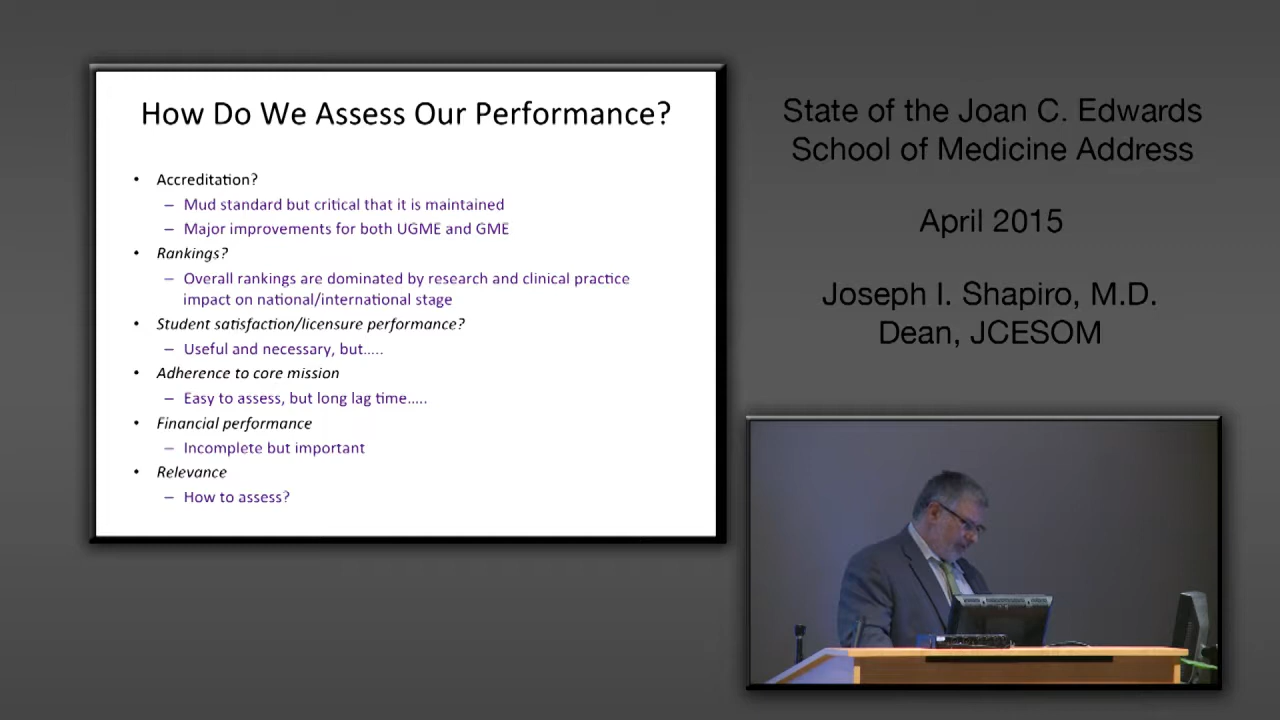 How Do We Assess Our Performance?
• Accreditation?
– Mud standard but critical that it is maintained
– Major improvements for both UGME and GME
• Rankings?
– Overall rankings are dominated by research and clinical practice
impact on national/international stage
• Student satisfaction/licensure performance?
– Useful and necessary, but.....
• Adherence to core mission
– Easy to assess, but long lag time.....
• Financial performance
– Incomplete but important
• Relevance
– How to assess?
State of the Joan C. Edwards
School of Medicine Address
April 2015
Joseph I. Shapiro, M.D.
Dean, JCESOM